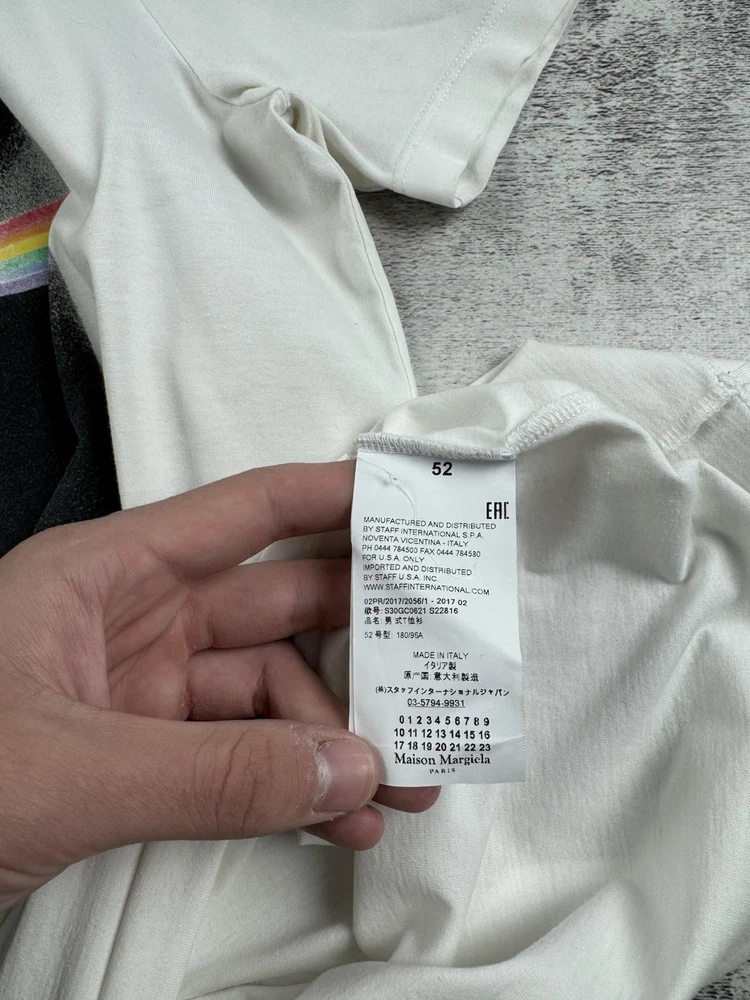 52
EAC
MANUFACTURED AND DISTRIBUTED
BY STAFF INTERNATIONAL S.P.A.
NOVENTA VICENTINA - ITALY
PH 0444 784500 FAX 0444 784580
FOR U.S.A. ONLY
IMPORTED AND DISTRIBUTED
BY STAFF U.S.A. INC.
WWW.STAFFINTERNATIONAL.COM
02PR/2017/2056/1 - 2017 02
款号: S30GC0621 S22816
品名: 男式T恤衫
52 号型: 180/96A
MADE IN ITALY
イタリア製
原产国: 意大利製造
(株)スタッフインターナショナルジャパン
03-5794-9931
0 1 2 3 4 5 6 7 8 9
10 11 12 13 14 15 16
17 18 19 20 21 22 23
Maison Margiela
PARIS